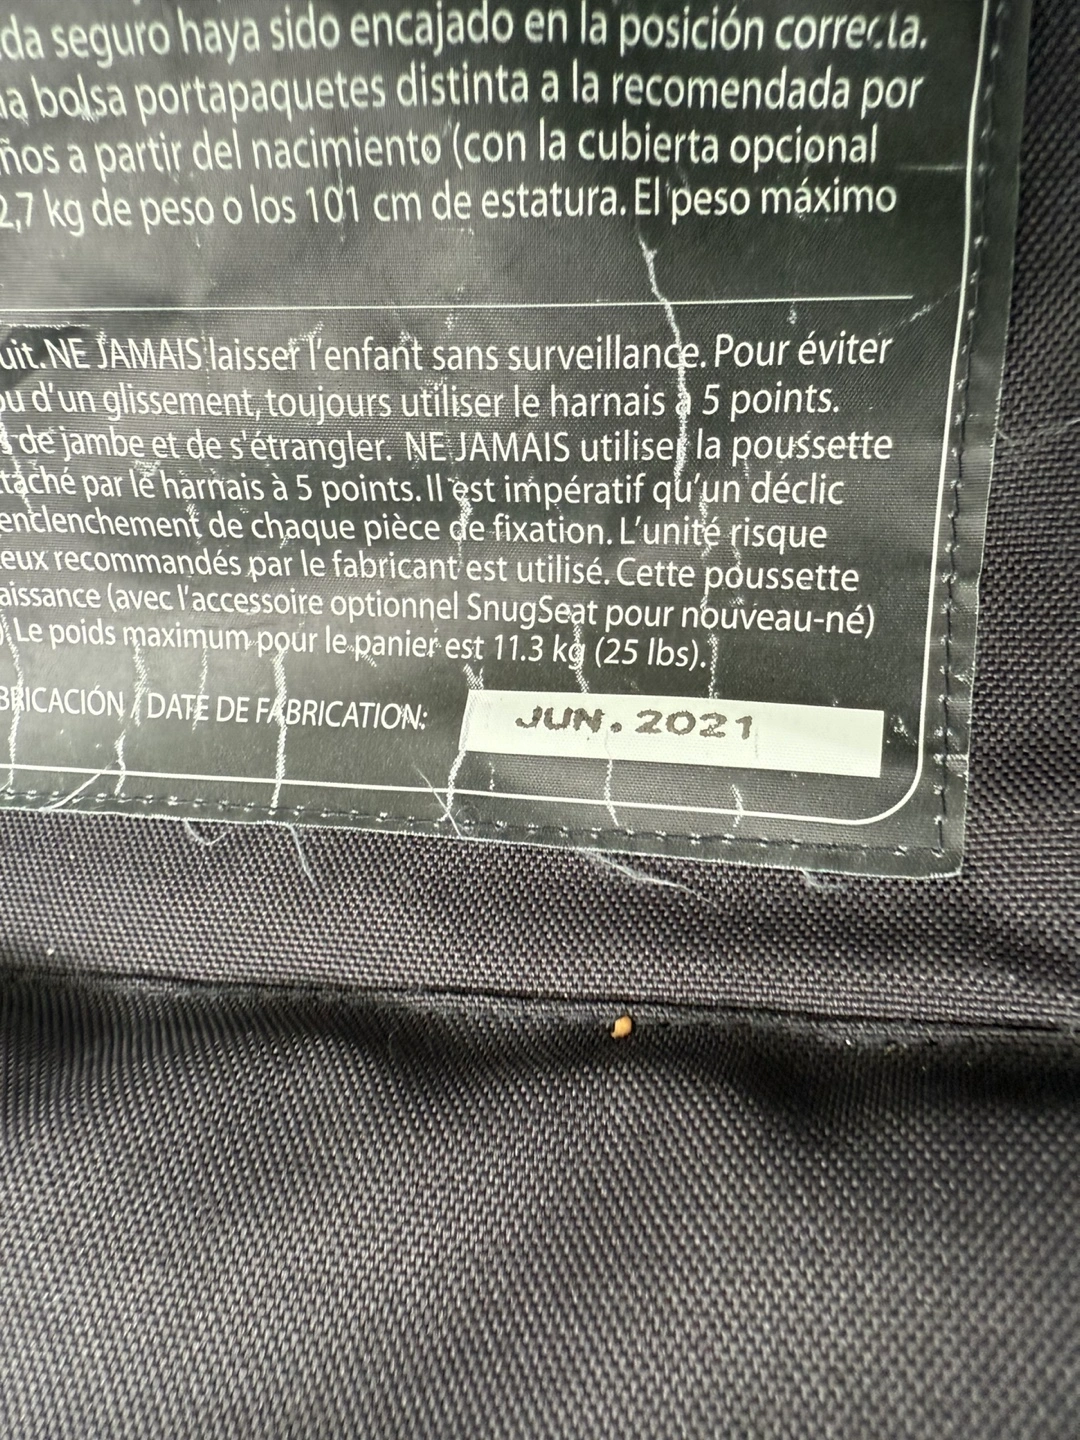 da seguro haya sido encajado en la posición correcta.
a bolsa portapaquetes distinta a la recomendada por
ños a partir del nacimiento (con la cubierta opcional
2,7 kg de peso o los 101 cm de estatura. El peso máximo
uit. NE JAMAIS laisser l'enfant sans surveillance. Pour éviter
ou d'un glissement, toujours utiliser le harnais à 5 points.
s de jambe et de s'étrangler. NE JAMAIS utiliser la poussette
taché par le harnais à 5 points. Il est impératif qu'un déclic
enclenchement de chaque pièce de fixation. L'unité risque
eux recommandés par le fabricant est utilisé. Cette poussette
aissance (avec l'accessoire optionnel SnugSeat pour nouveau-né)
). Le poids maximum pour le panier est 11.3 kg (25 lbs).
BRICACIÓN / DATE DE FABRICATION: JUN. 2021